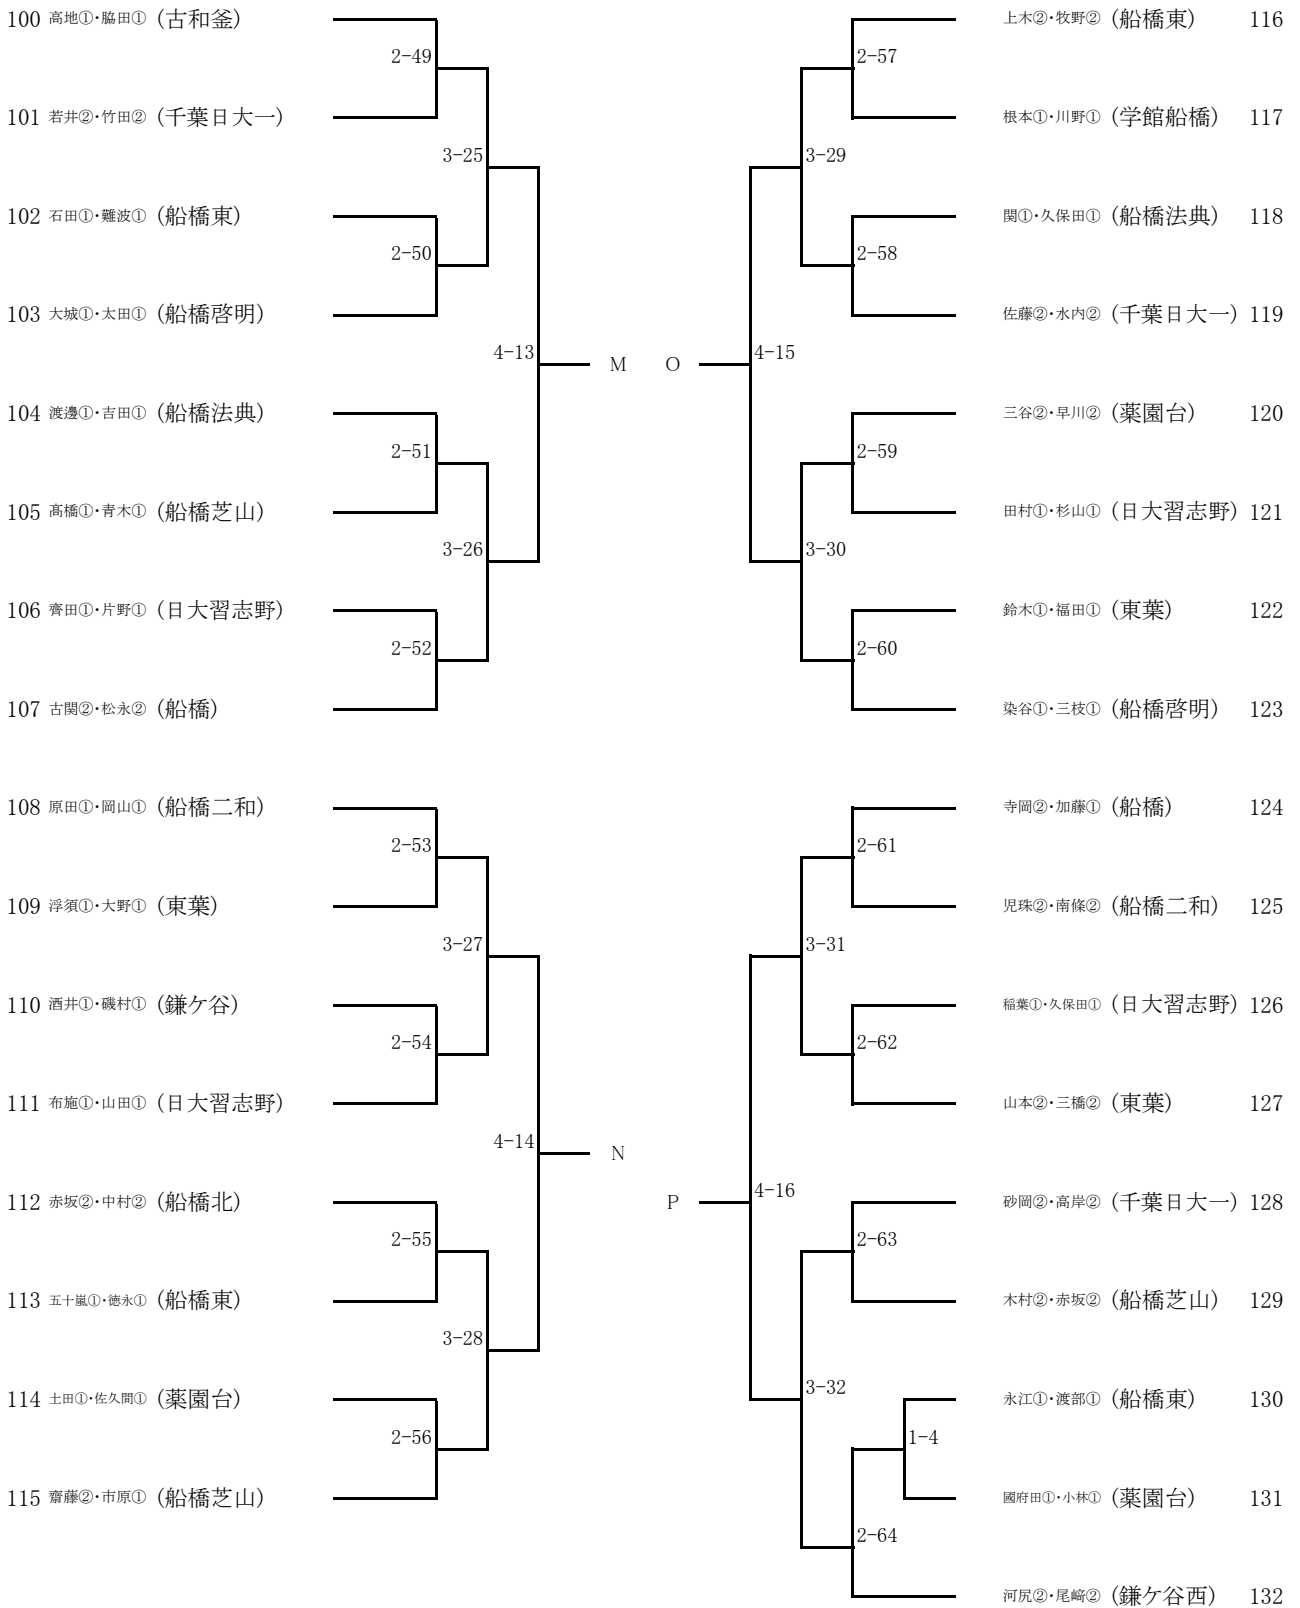 100 高地①・脇田① (古和釜)
2-49
101 若井②・竹田② (千葉日大一)
3-25
102 石田①・難波① (船橋東)
2-50
103 大城①・太田① (船橋啓明)
4-13
M
104 渡邊①・吉田① (船橋法典)
2-51
105 髙橋①・青木① (船橋芝山)
3-26
106 齊田①・片野① (日大習志野)
2-52
107 古関②・松永② (船橋)
108 原田①・岡山① (船橋二和)
2-53
109 浮須①・大野① (東葉)
3-27
110 酒井①・磯村① (鎌ケ谷)
2-54
111 布施①・山田① (日大習志野)
4-14
N
112 赤坂②・中村② (船橋北)
2-55
113 五十嵐①・徳永① (船橋東)
3-28
114 土田①・佐久間① (薬園台)
2-56
115 齋藤②・市原① (船橋芝山)
上木②・牧野② (船橋東) 116
2-57
根本①・川野① (学館船橋) 117
3-29
関①・久保田① (船橋法典) 118
2-58
佐藤②・水内② (千葉日大一) 119
O
4-15
三谷②・早川② (薬園台) 120
2-59
田村①・杉山① (日大習志野) 121
3-30
鈴木①・福田① (東葉) 122
2-60
染谷①・三枝① (船橋啓明) 123
寺岡②・加藤① (船橋) 124
2-61
児珠②・南條② (船橋二和) 125
3-31
稲葉①・久保田① (日大習志野) 126
2-62
山本②・三橋② (東葉) 127
P
4-16
砂岡②・高岸② (千葉日大一) 128
2-63
木村②・赤坂② (船橋芝山) 129
3-32
永江①・渡部① (船橋東) 130
1-4
國府田①・小林① (薬園台) 131
2-64
河尻②・尾﨑② (鎌ケ谷西) 132